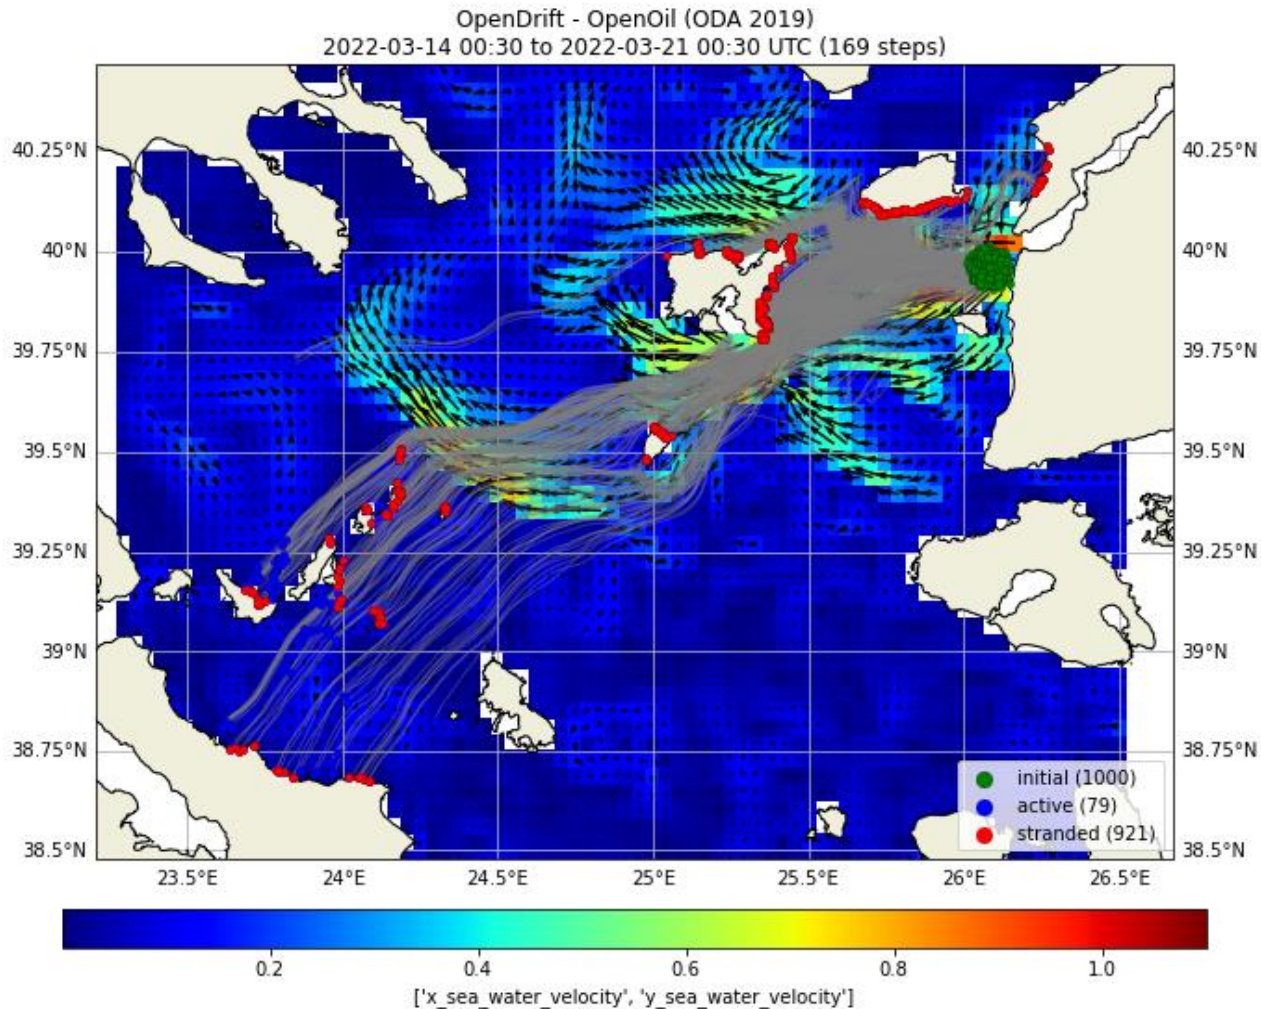 OpenDrift - OpenOil (ODA 2019)
2022-03-14 00:30 to 2022-03-21 00:30 UTC (169 steps)
40.25°N
40.25°N
40°N
40°N
39.75°N
39.75°N
39.5°N
39.5°N
39.25°N
39.25°N
39°N
39°N
38.75°N
38.75°N
initial (1000)
active (79)
stranded (921)
38.5°N
38.5°N
23.5°E 24°E 24.5°E 25°E 25.5°E 26°E 26.5°E
0.2 0.4 0.6 0.8 1.0
['x_sea_water_velocity', 'y_sea_water_velocity']